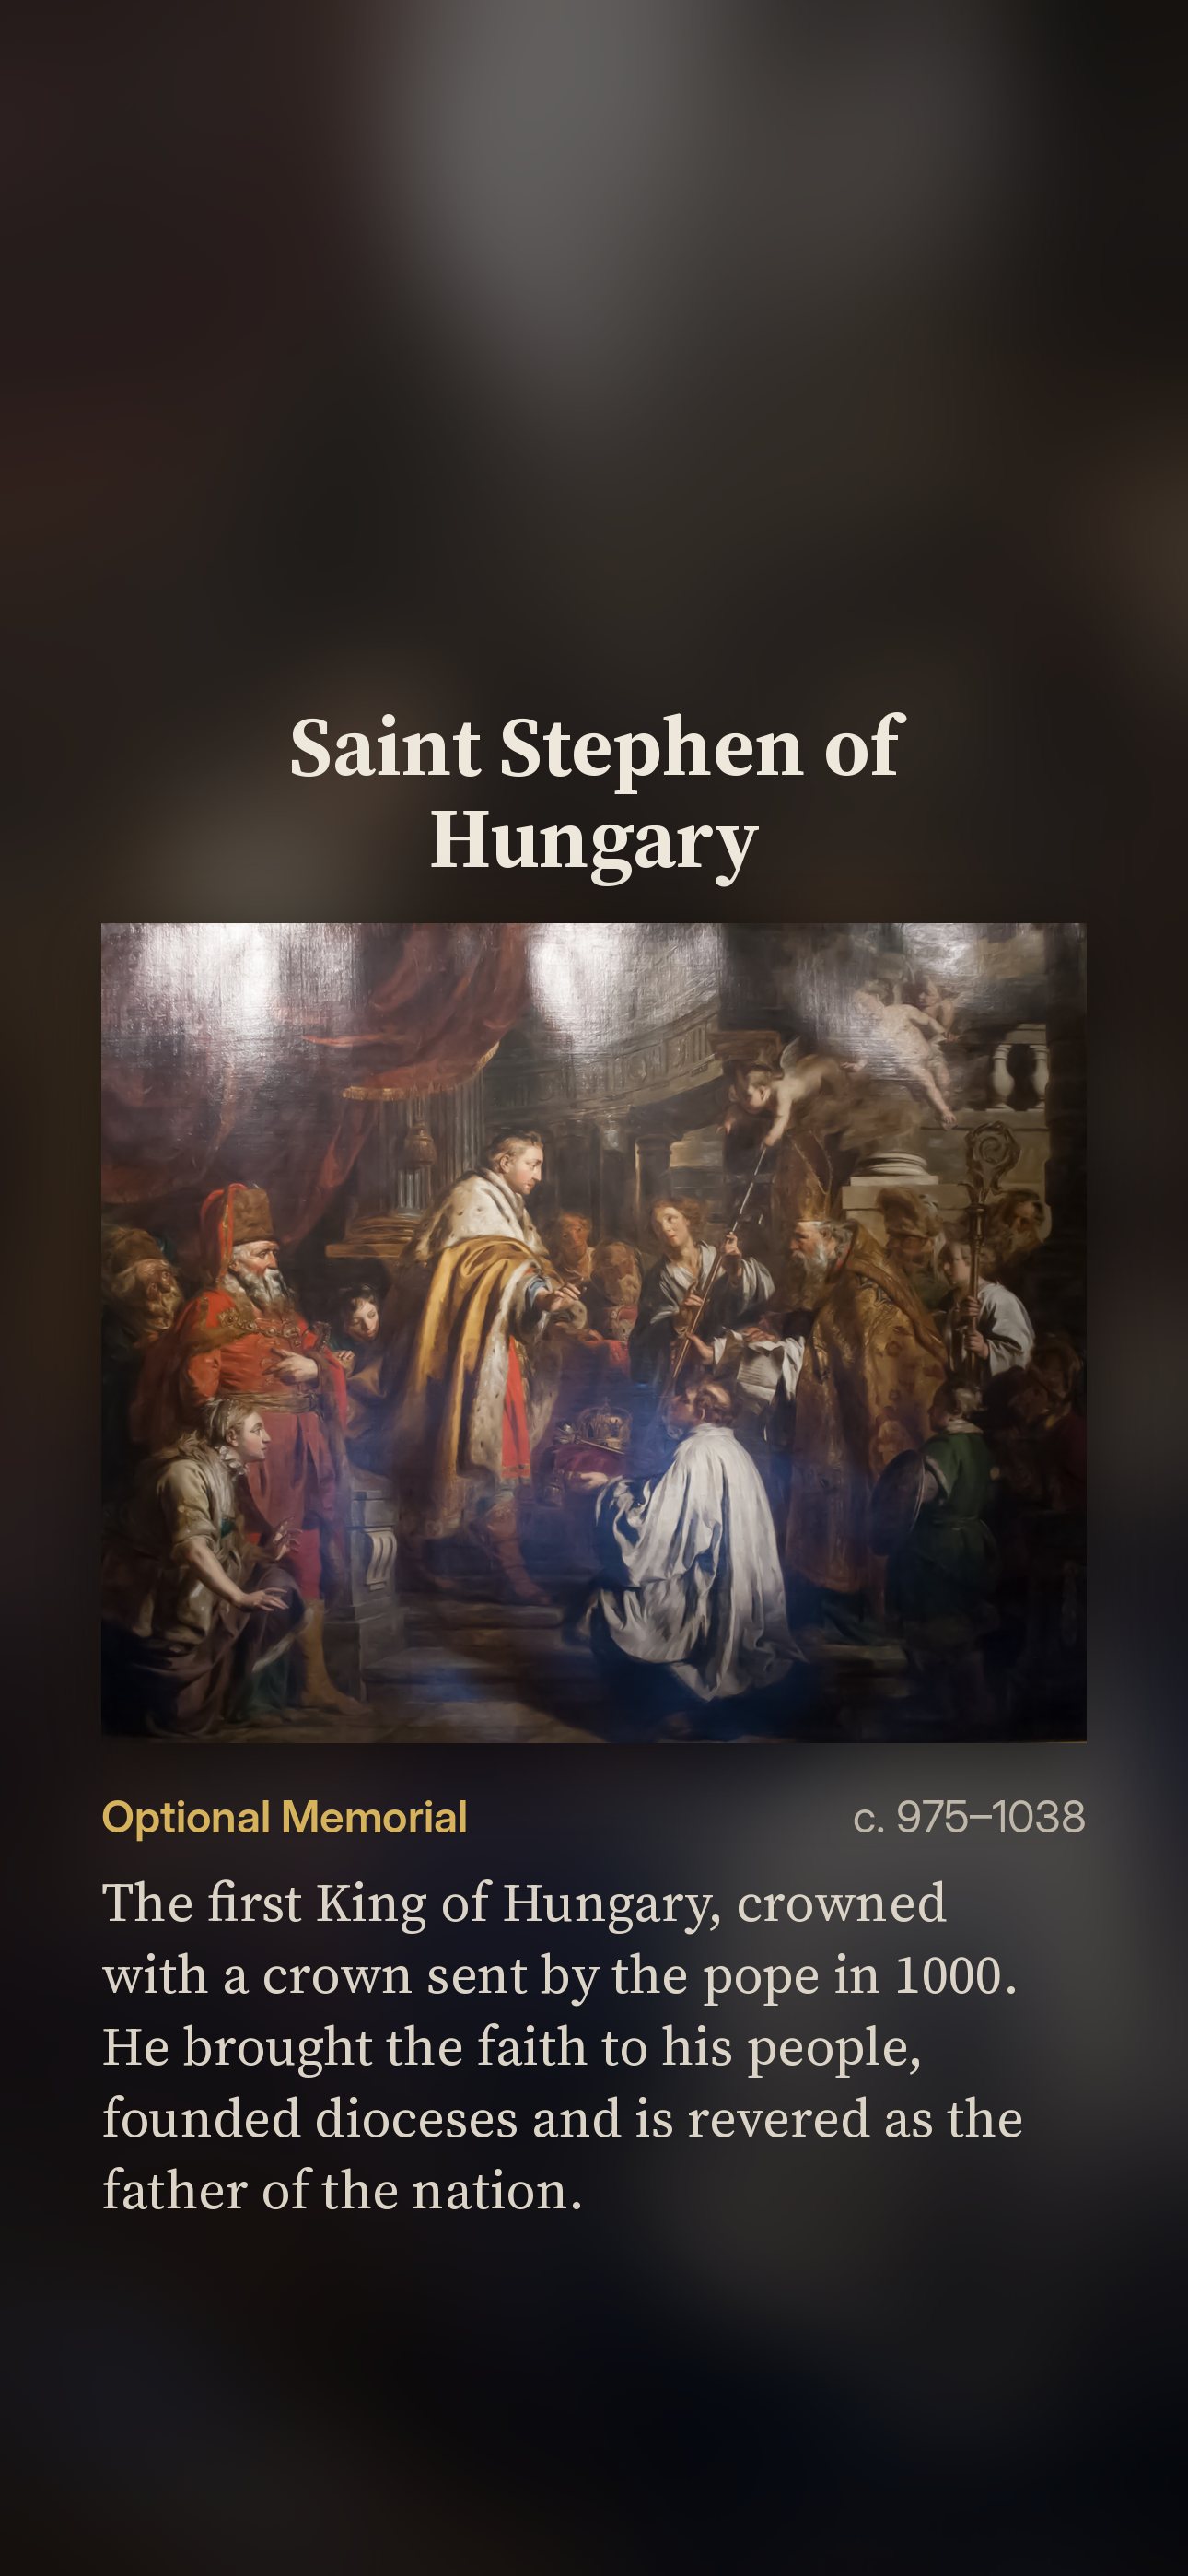 Saint Stephen of
Hungary
Optional Memorial
c. 975–1038
The first King of Hungary, crowned
with a crown sent by the pope in 1000.
He brought the faith to his people,
founded dioceses and is revered as the
father of the nation.